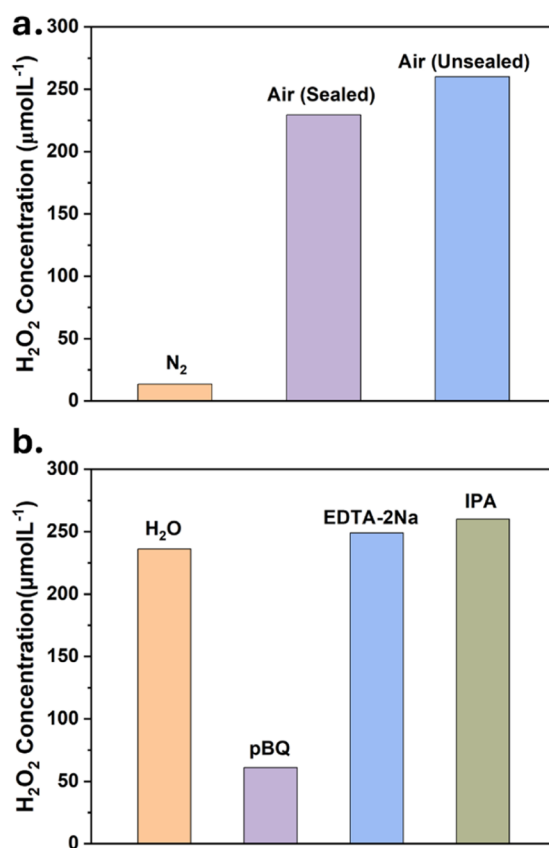 a.
H₂O₂ Concentration (μmolL⁻¹)
300
250
200
150
100
50
0
N₂
Air (Sealed)
Air (Unsealed)
b.
H₂O₂ Concentration(μmolL⁻¹)
300
250
200
150
100
50
0
H₂O
pBQ
EDTA-2Na
IPA